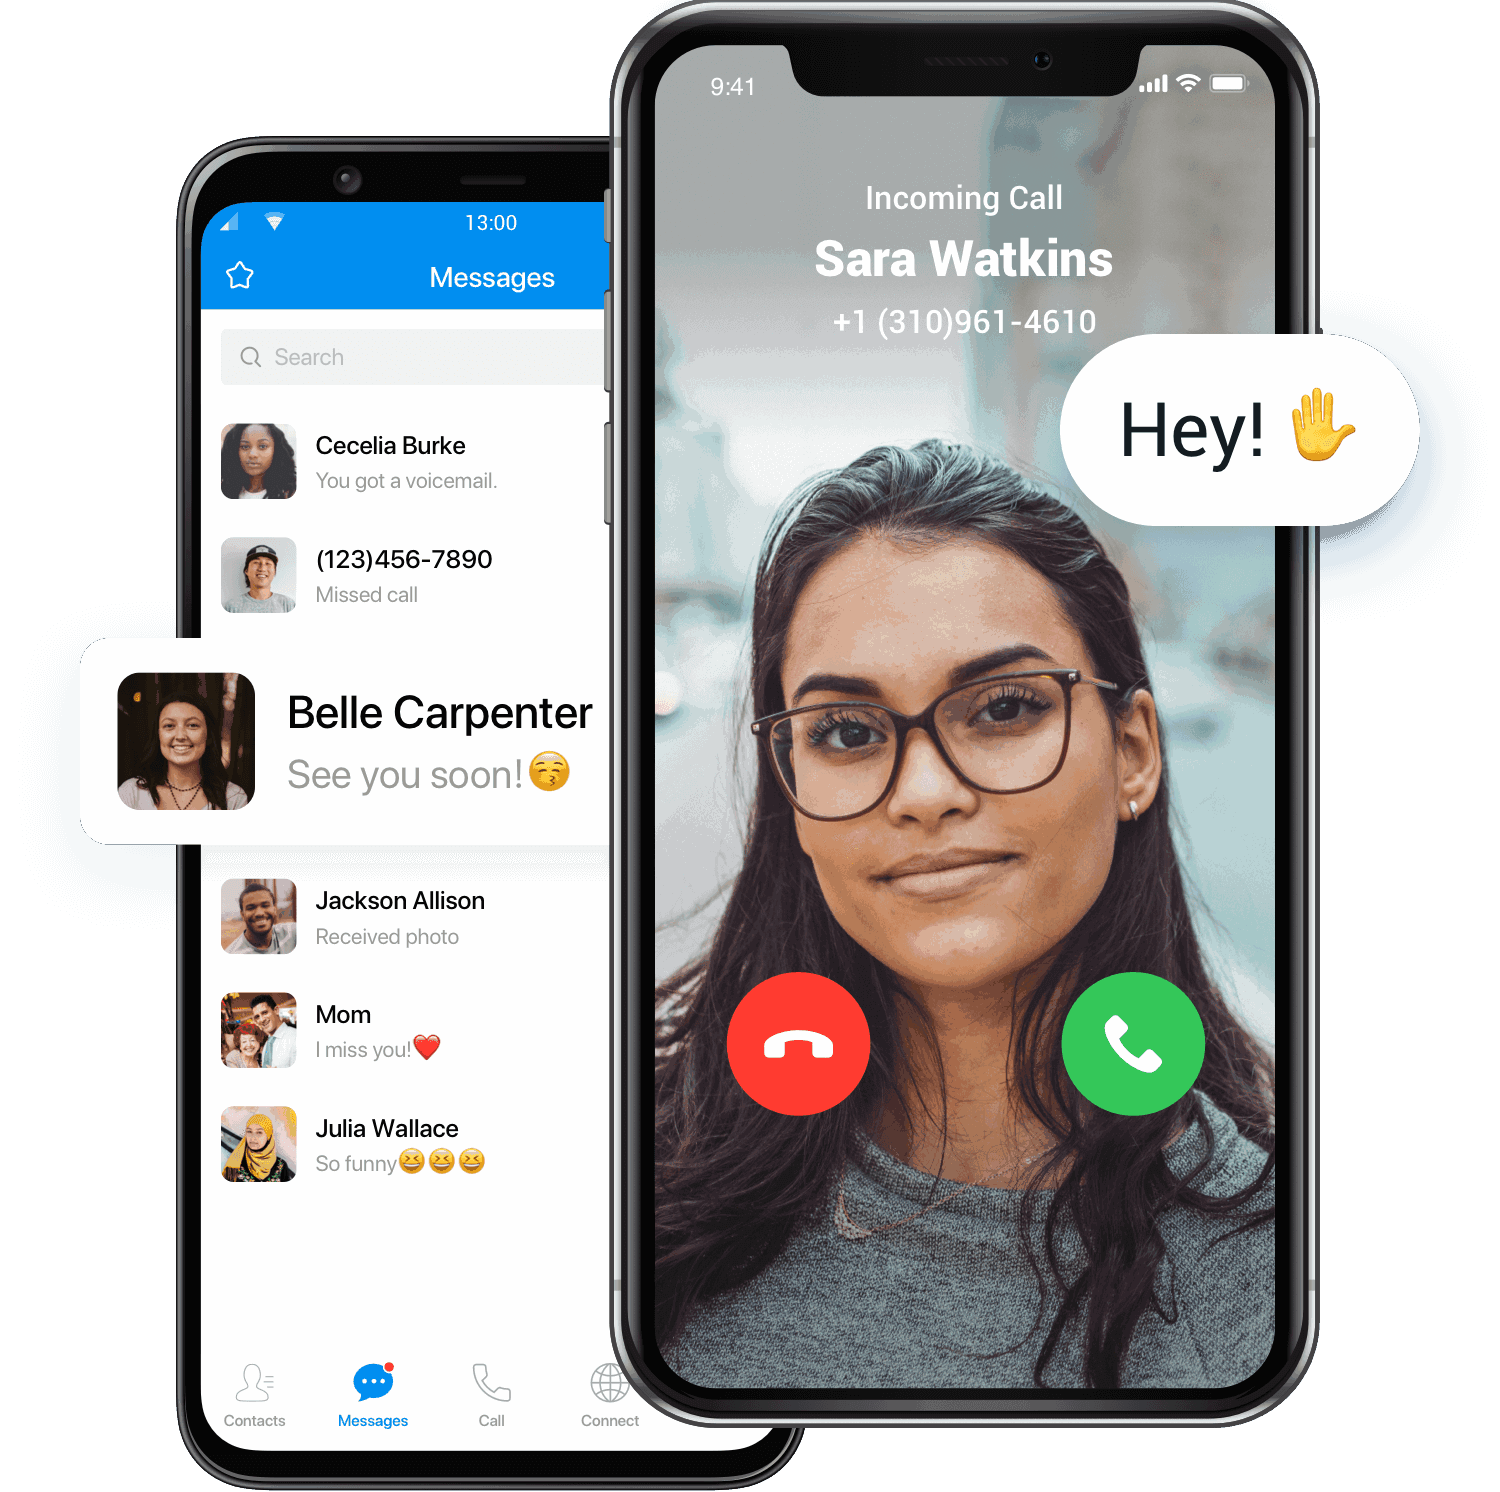 13:00
Messages
Search
Cecelia Burke
You got a voicemail.
(123)456-7890
Missed call
Belle Carpenter
See you soon!😚
Jackson Allison
Received photo
Mom
I miss you!❤️
Julia Wallace
So funny😆😆😆
Contacts
Messages
Call
Connect
9:41
Incoming Call
Sara Watkins
+1 (310)961-4610
Hey! 🤚